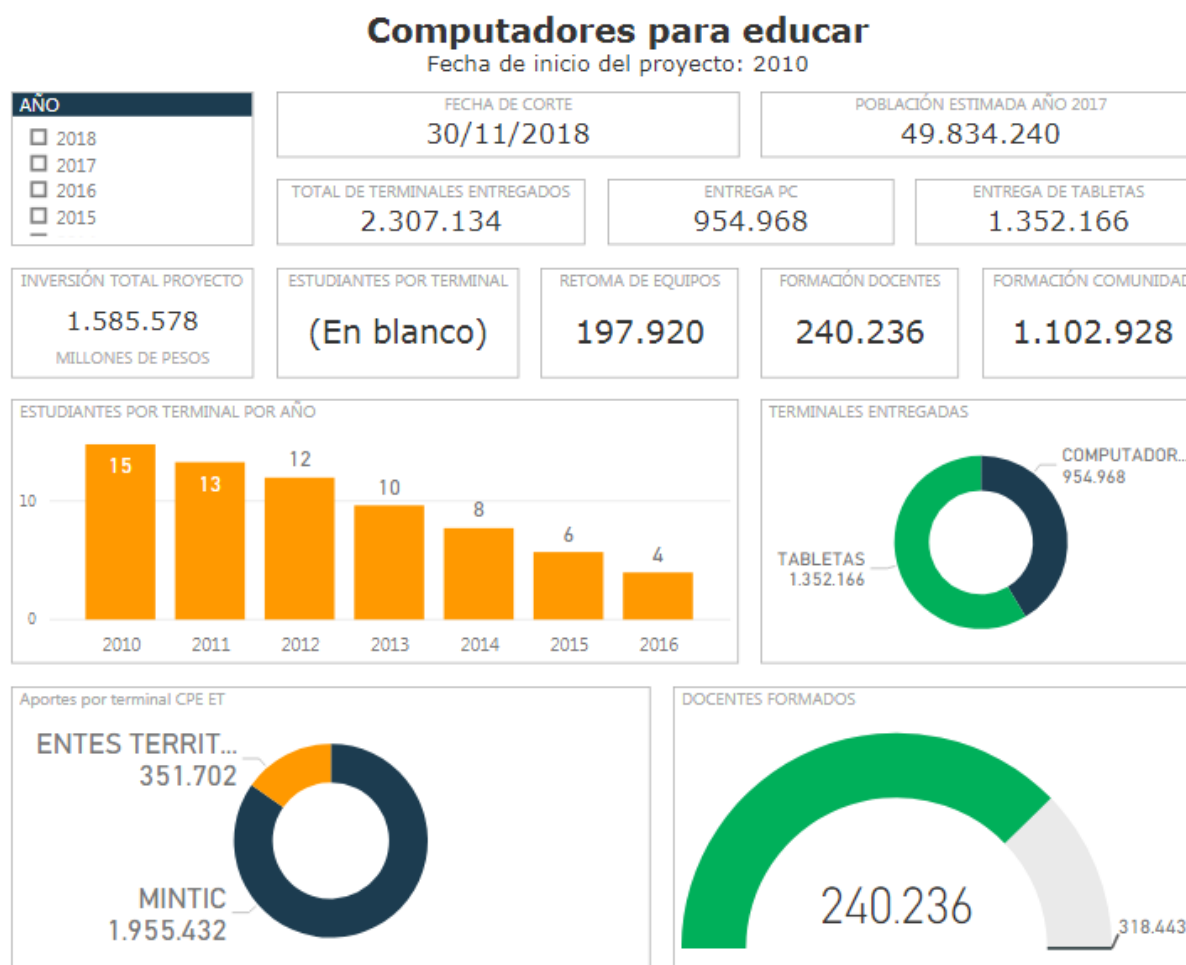 Computadores para educar
Fecha de inicio del proyecto: 2010
AÑO
2018
2017
2016
2015
FECHA DE CORTE
30/11/2018
POBLACIÓN ESTIMADA AÑO 2017
49.834.240
TOTAL DE TERMINALES ENTREGADOS
2.307.134
ENTREGA PC
954.968
ENTREGA DE TABLETAS
1.352.166
INVERSIÓN TOTAL PROYECTO
1.585.578
MILLONES DE PESOS
ESTUDIANTES POR TERMINAL
(En blanco)
RETOMA DE EQUIPOS
197.920
FORMACIÓN DOCENTES
240.236
FORMACIÓN COMUNIDAD
1.102.928
ESTUDIANTES POR TERMINAL POR AÑO
10
0
15
13
12
10
8
6
4
2010
2011
2012
2013
2014
2015
2016
TERMINALES ENTREGADAS
COMPUTADOR...
954.968
TABLETAS
1.352.166
Aportes por terminal CPE ET
ENTES TERRIT...
351.702
MINTIC
1.955.432
DOCENTES FORMADOS
240.236
318.443